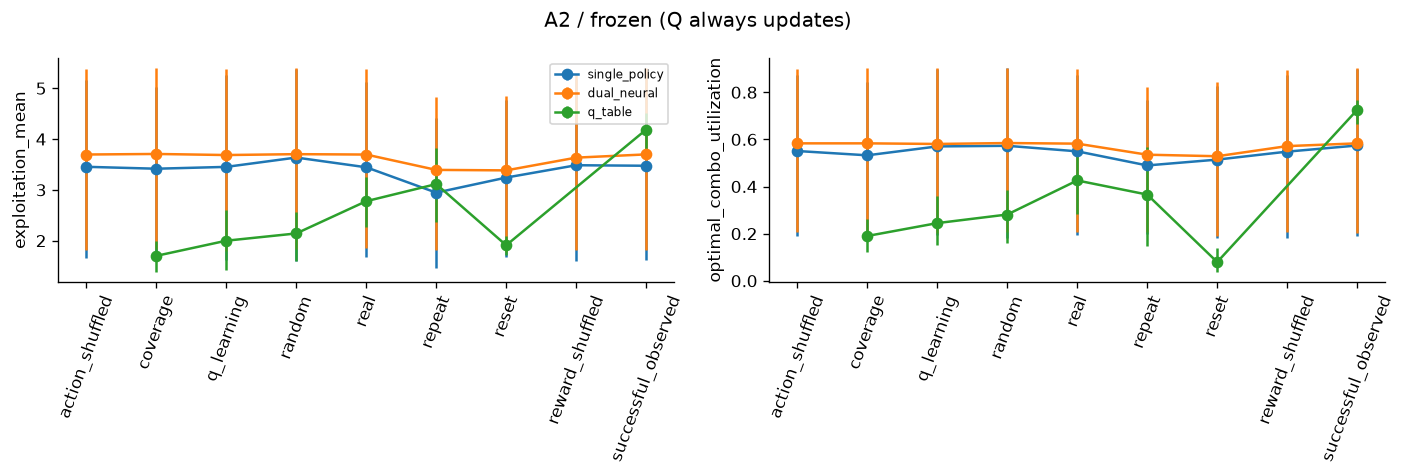 A2 / frozen (Q always updates)
exploitation_mean
5
4
3
2
single_policy
dual_neural
q_table
action_shuffled
coverage
q_learning
random
real
repeat
reset
reward_shuffled
successful_observed
optimal_combo_utilization
0.8
0.6
0.4
0.2
0.0
action_shuffled
coverage
q_learning
random
real
repeat
reset
reward_shuffled
successful_observed